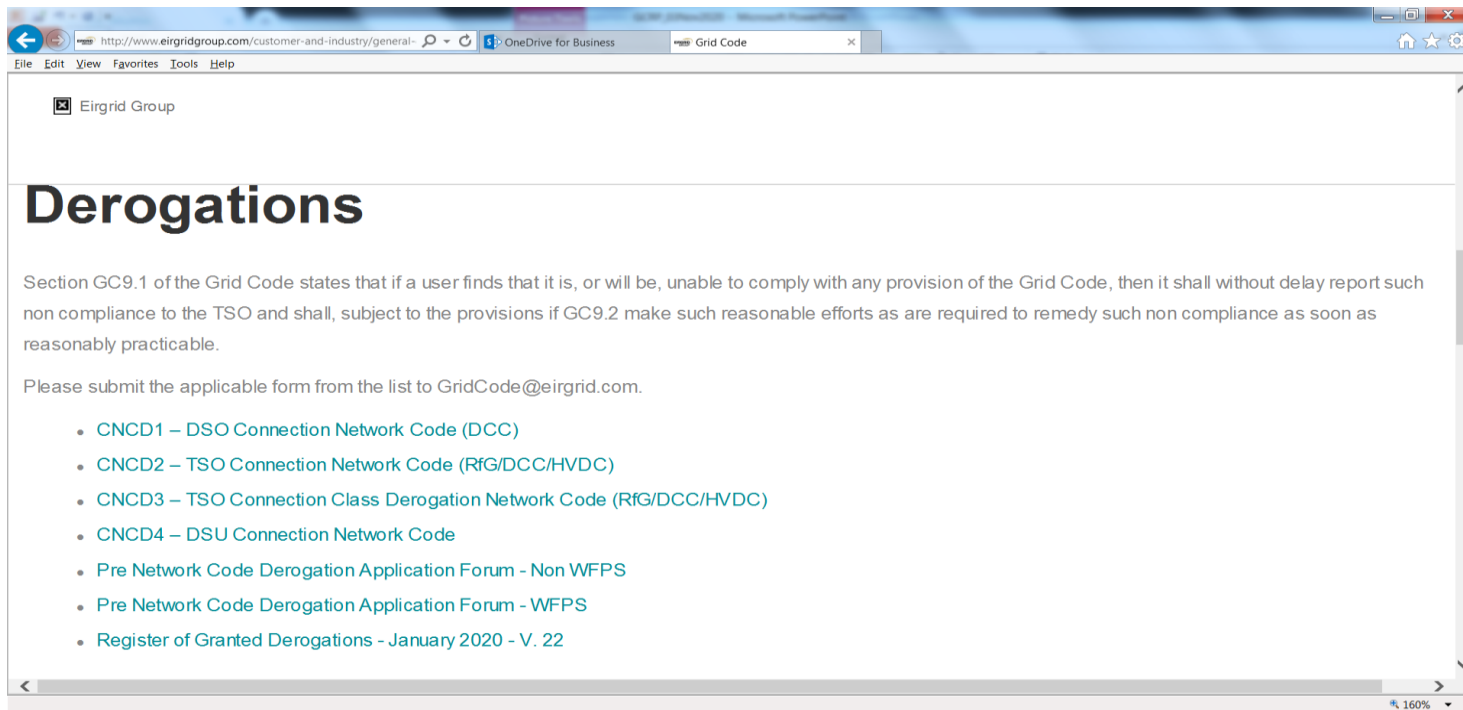 http://www.eirgridgroup.com/customer-and-industry/general-
OneDrive for Business
Grid Code
File Edit View Favorites Tools Help
Eirgrid Group
Derogations
Section GC9.1 of the Grid Code states that if a user finds that it is, or will be, unable to comply with any provision of the Grid Code, then it shall without delay report such
non compliance to the TSO and shall, subject to the provisions if GC9.2 make such reasonable efforts as are required to remedy such non compliance as soon as
reasonably practicable.
Please submit the applicable form from the list to GridCode@eirgrid.com.
• CNCD1 – DSO Connection Network Code (DCC)
• CNCD2 – TSO Connection Network Code (RfG/DCC/HVDC)
• CNCD3 – TSO Connection Class Derogation Network Code (RfG/DCC/HVDC)
• CNCD4 – DSU Connection Network Code
• Pre Network Code Derogation Application Forum - Non WFPS
• Pre Network Code Derogation Application Forum - WFPS
• Register of Granted Derogations - January 2020 - V. 22
160%